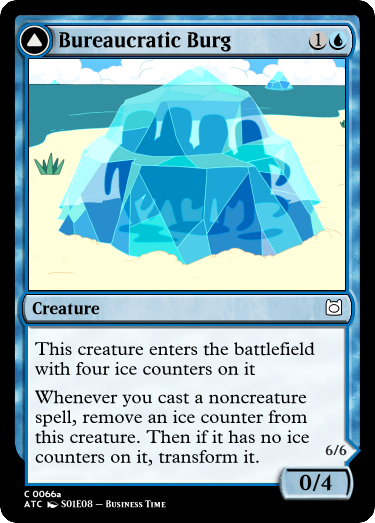 Bureaucratic Burg 1
Creature
This creature enters the battlefield
with four ice counters on it
Whenever you cast a noncreature
spell, remove an ice counter from
this creature. Then if it has no ice
counters on it, transform it.
6/6
0/4
C 0066a
ATC S01E08 — Business Time